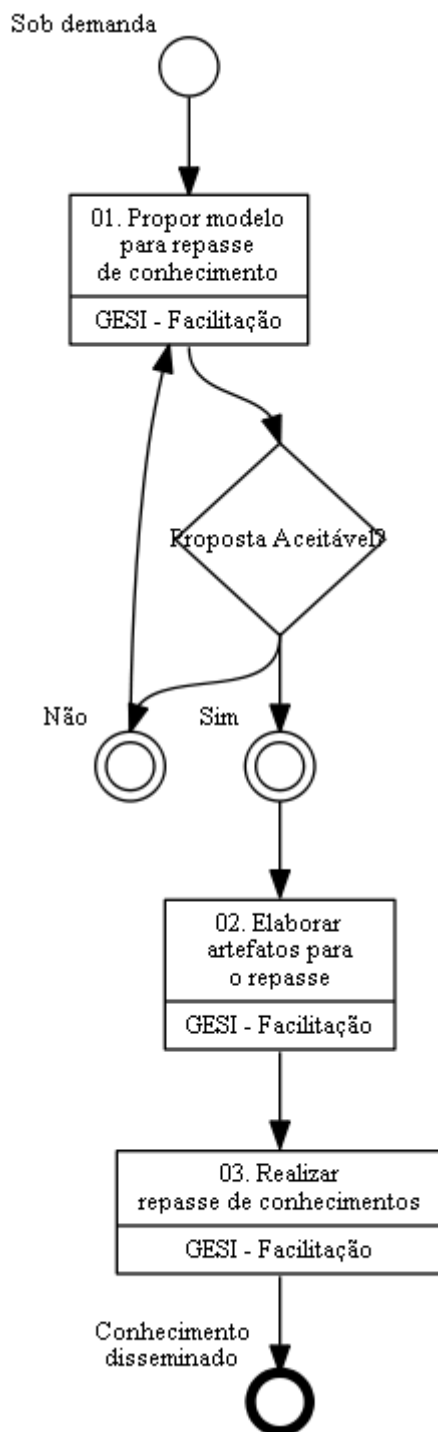 Sob demanda
01. Propor modelo
para repasse
de conhecimento
GESI - Facilitação
Proposta Aceitável?
Não
Sim
02. Elaborar
artefatos para
o repasse
GESI - Facilitação
03. Realizar
repasse de conhecimentos
GESI - Facilitação
Conhecimento
disseminado